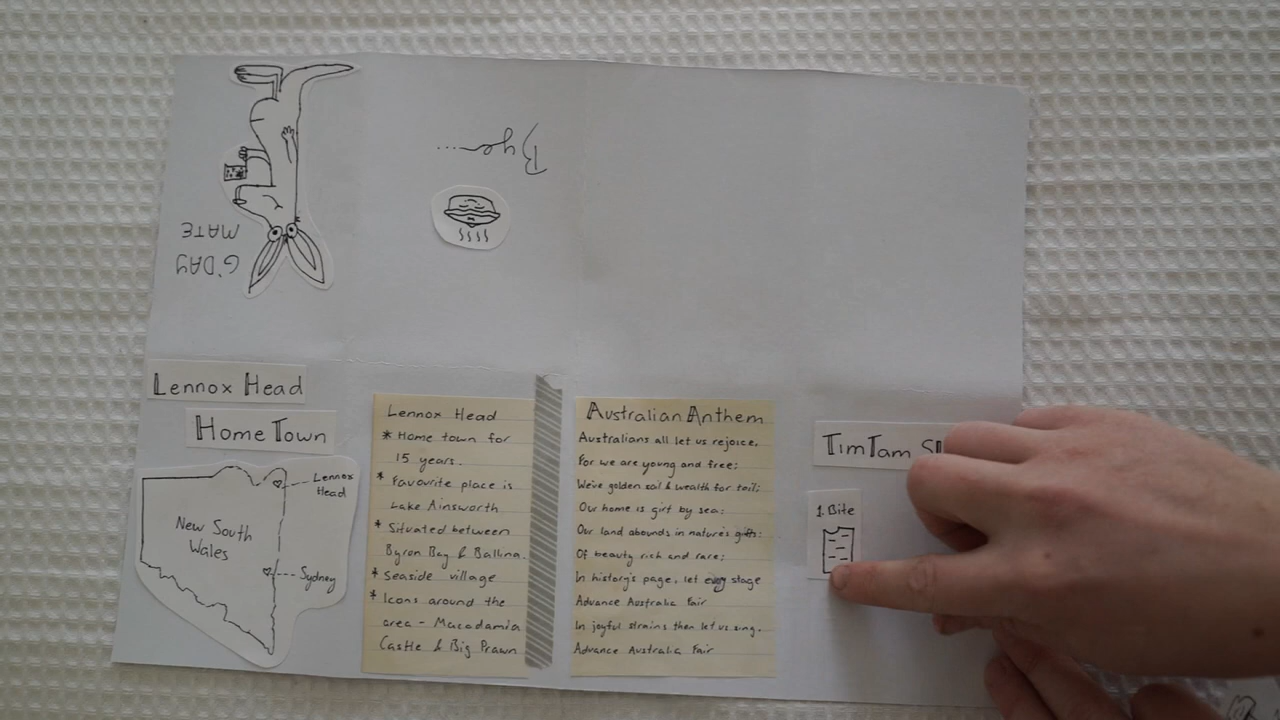 G'DAY
MATE
Bye....
Lennox Head
Home Town
New South
Wales
Lennox
Head
Sydney
Lennox Head
* Home town for
15 years.
* Favourite place is
Lake Ainsworth
* Situated between
Byron Bay & Ballina.
* Seaside village
* Icons around the
area - Macadamia
Castle & Big Prawn
Australian Anthem
Australians all let us rejoice,
For we are young and free;
We've golden soil & wealth for toil;
Our home is girt by sea:
Our land abounds in nature's gifts:
Of beauty rich and rare;
In history's page, let every stage
Advance Australia Fair
In joyful strains then let us sing,
Advance Australia Fair
TimTam
1. Bite